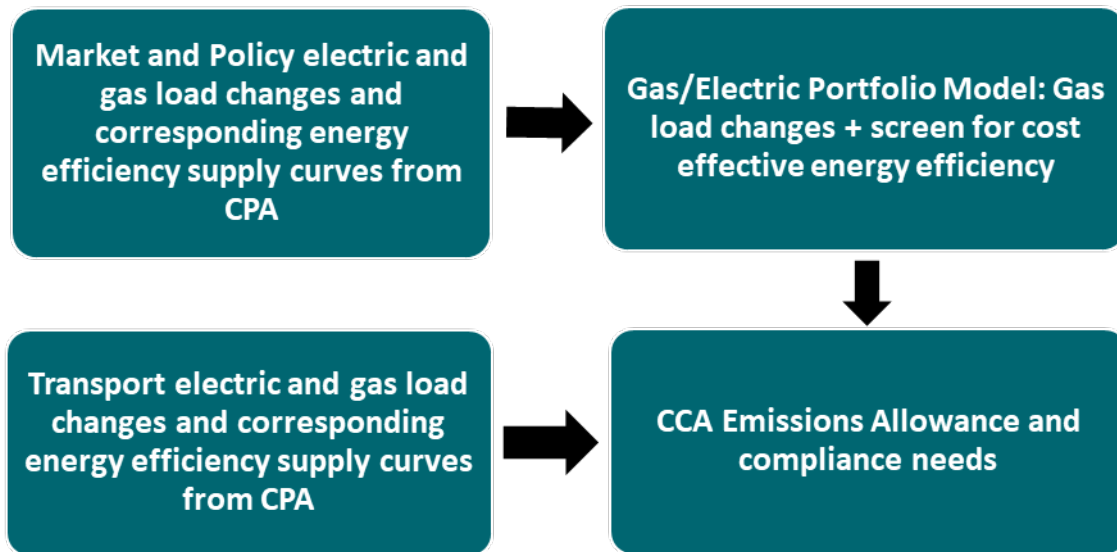 Market and Policy electric and
gas load changes and
corresponding energy
efficiency supply curves from
CPA
Gas/Electric Portfolio Model: Gas
load changes + screen for cost
effective energy efficiency
Transport electric and gas load
changes and corresponding
energy efficiency supply curves
from CPA
CCA Emissions Allowance and
compliance needs